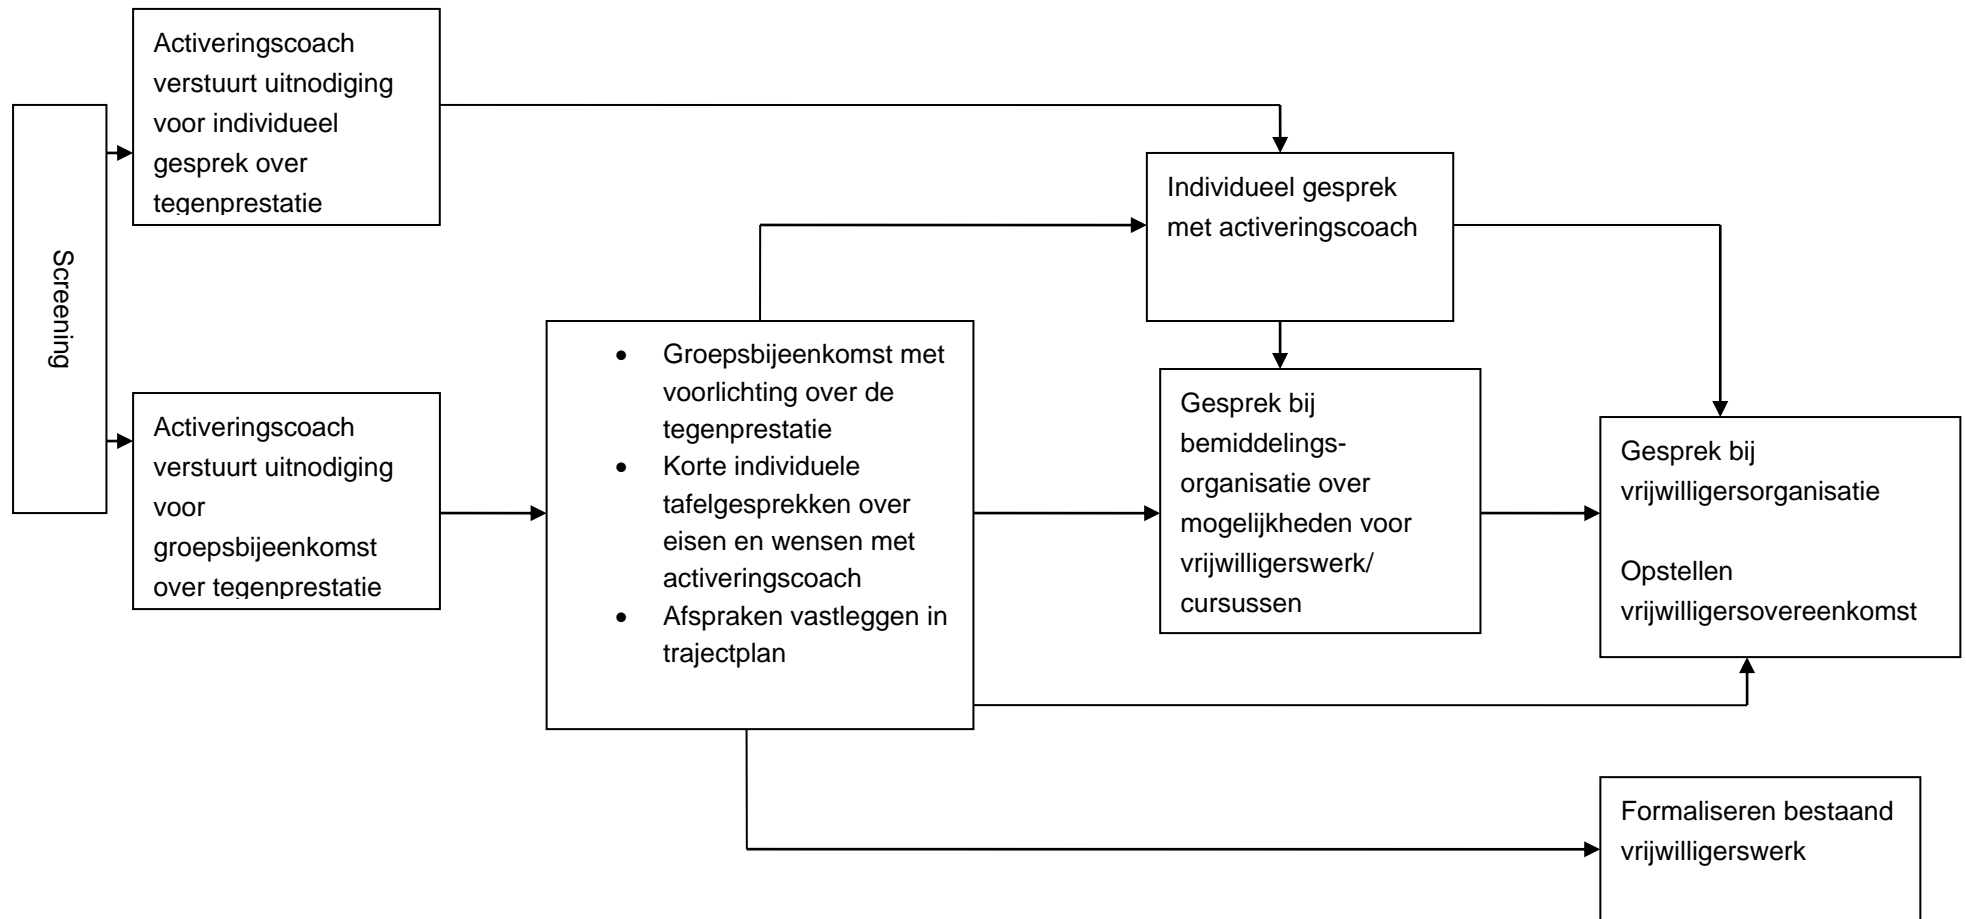 Screening
Activeringscoach
verstuurt uitnodiging
voor individueel
gesprek over
tegenprestatie
Activeringscoach
verstuurt uitnodiging
voor
groepsbijeenkomst
over tegenprestatie
• Groepsbijeenkomst met
voorlichting over de
tegenprestatie
• Korte individuele
tafelgesprekken over
eisen en wensen met
activeringscoach
• Afspraken vastleggen in
trajectplan
Individueel gesprek
met activeringscoach
Gesprek bij
bemiddelings-
organisatie over
mogelijkheden voor
vrijwilligerswerk/
cursussen
Gesprek bij
vrijwilligersorganisatie
Opstellen
vrijwilligersovereenkomst
Formaliseren bestaand
vrijwilligerswerk